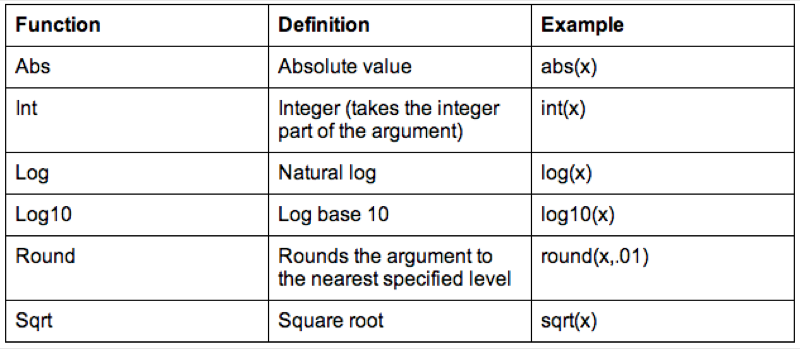 Function Definition Example
Abs Absolute value abs(x)
Int Integer (takes the integer int(x)
part of the argument)
Log Natural log log(x)
Log10 Log base 10 log10(x)
Round Rounds the argument to round(x,.01)
the nearest specified level
Sqrt Square root sqrt(x)